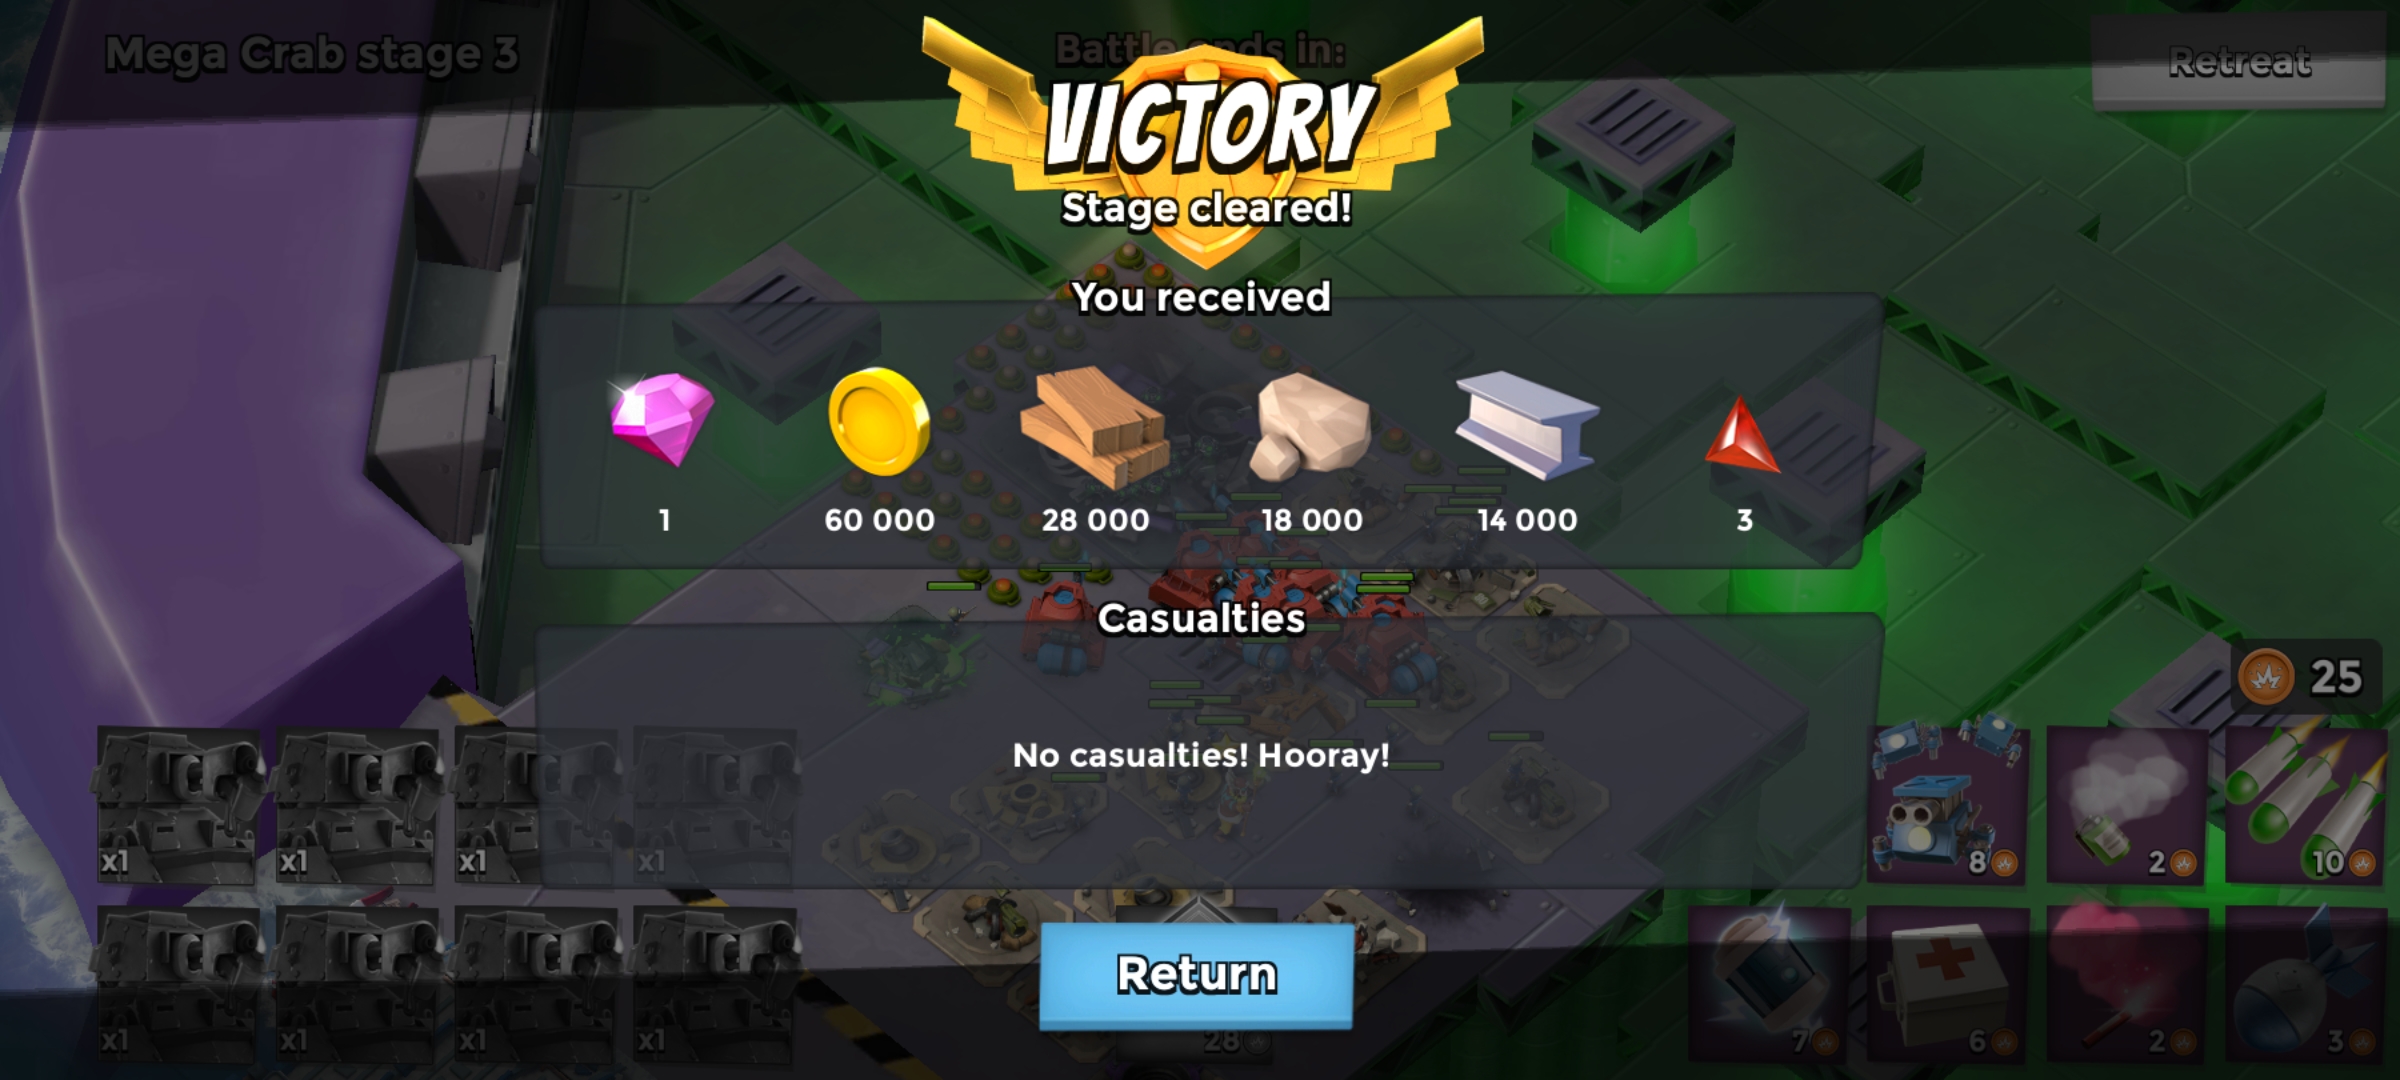 Mega Crab stage 3
Battle ends in:
Retreat
VICTORY
Stage cleared!
You received
1
60 000
28 000
18 000
14 000
3
Casualties
No casualties! Hooray!
25
x1
x1
x1
x1
8
2
10
x1
x1
x1
x1
Return
28
7
6
2
3